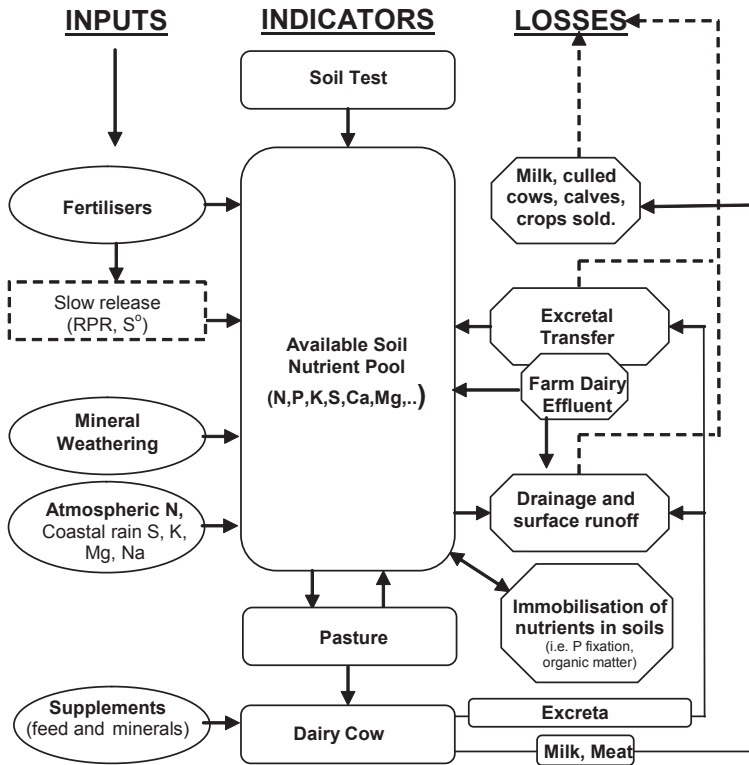 INPUTS
INDICATORS
LOSSES
Soil Test
Fertilisers
Slow release
(RPR, S°)
Mineral
Weathering
Atmospheric N,
Coastal rain S, K,
Mg, Na
Supplements
(feed and minerals)
Available Soil
Nutrient Pool
(N,P,K,S,Ca,Mg,..)
Pasture
Dairy Cow
Milk, culled
cows, calves,
crops sold.
Excretal
Transfer
Farm Dairy
Effluent
Drainage and
surface runoff
Immobilisation of
nutrients in soils
(i.e. P fixation,
organic matter)
Excreta
Milk, Meat